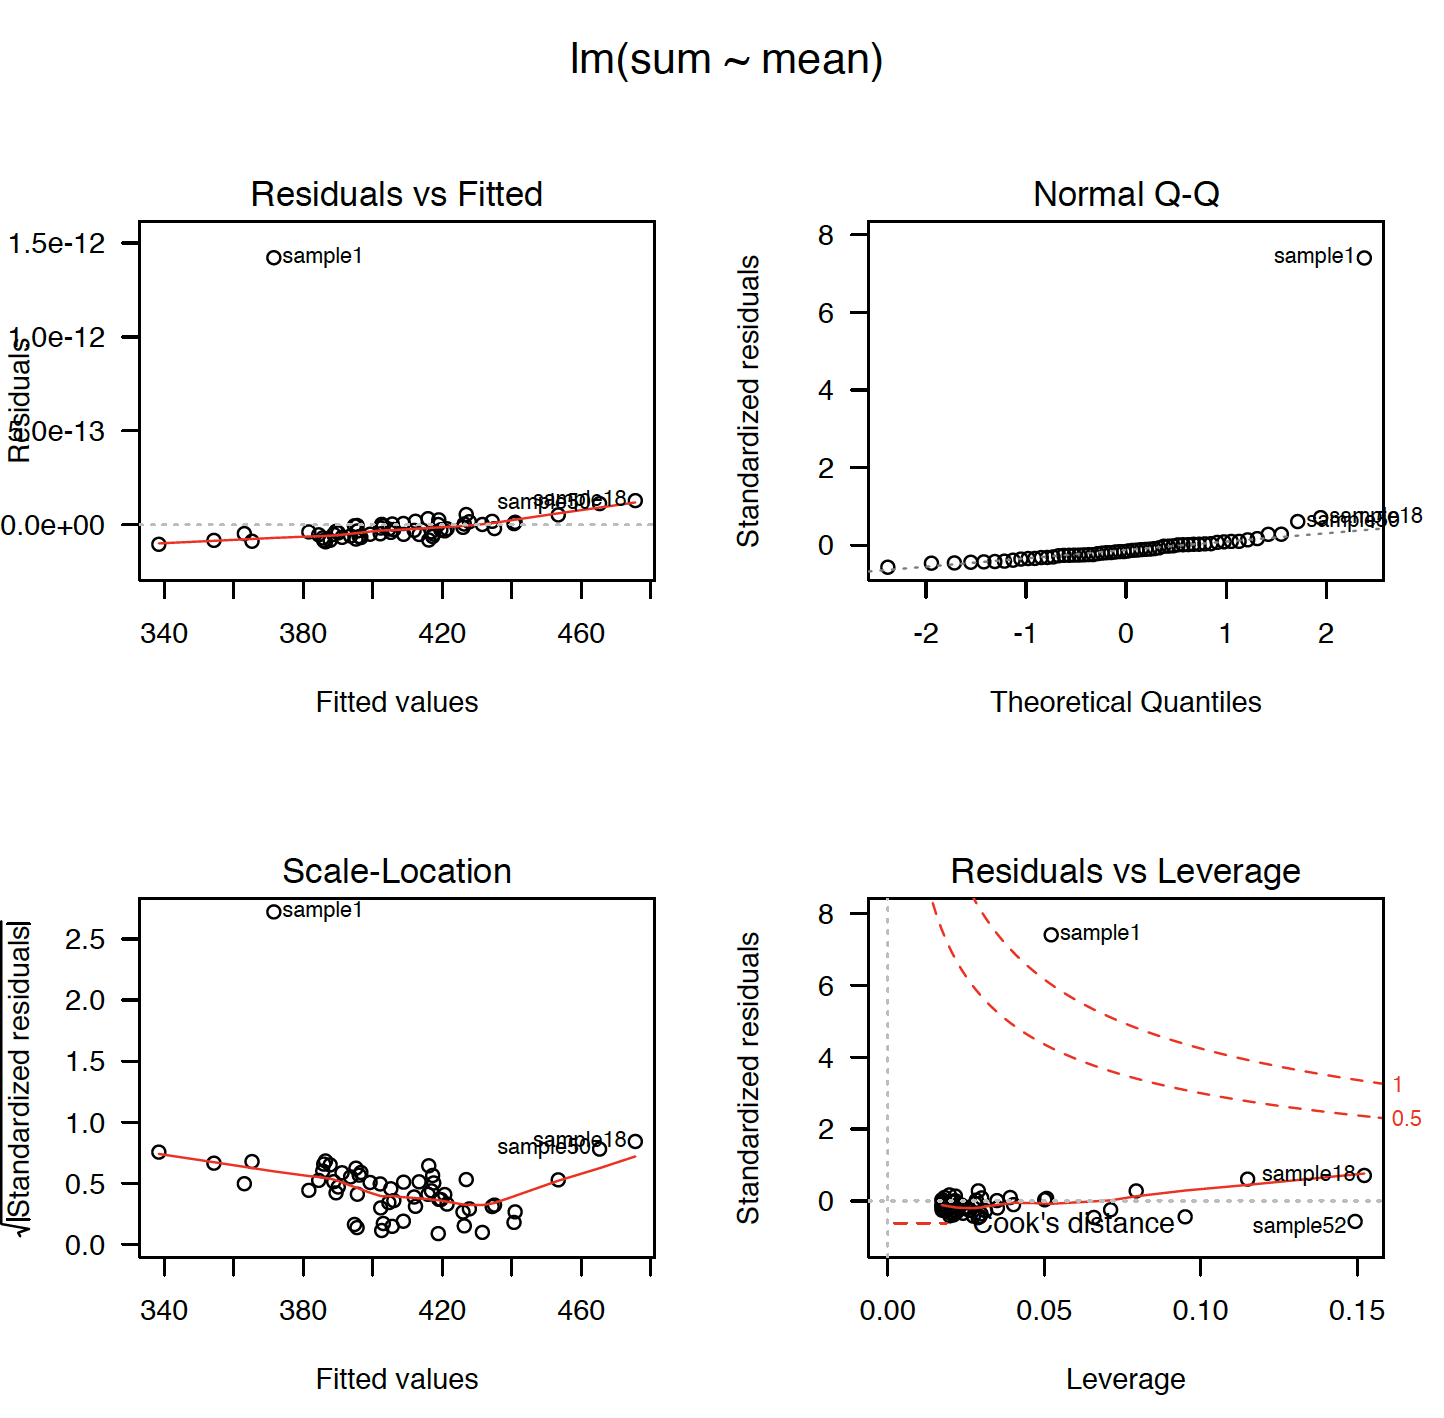 lm(sum ~ mean)
Residuals vs Fitted
Residuals
1.5e-12
1.0e-12
5.0e-13
0.0e+00
sample1
sample50
sample18
340 380 420 460
Fitted values
Normal Q-Q
Standardized residuals
8
6
4
2
0
sample1
sample50
sample18
-2 -1 0 1 2
Theoretical Quantiles
Scale-Location
√|Standardized residuals|
2.5
2.0
1.5
1.0
0.5
0.0
sample1
sample50
sample18
340 380 420 460
Fitted values
Residuals vs Leverage
Standardized residuals
8
6
4
2
0
sample1
1
0.5
sample18
sample52
Cook's distance
0.00 0.05 0.10 0.15
Leverage